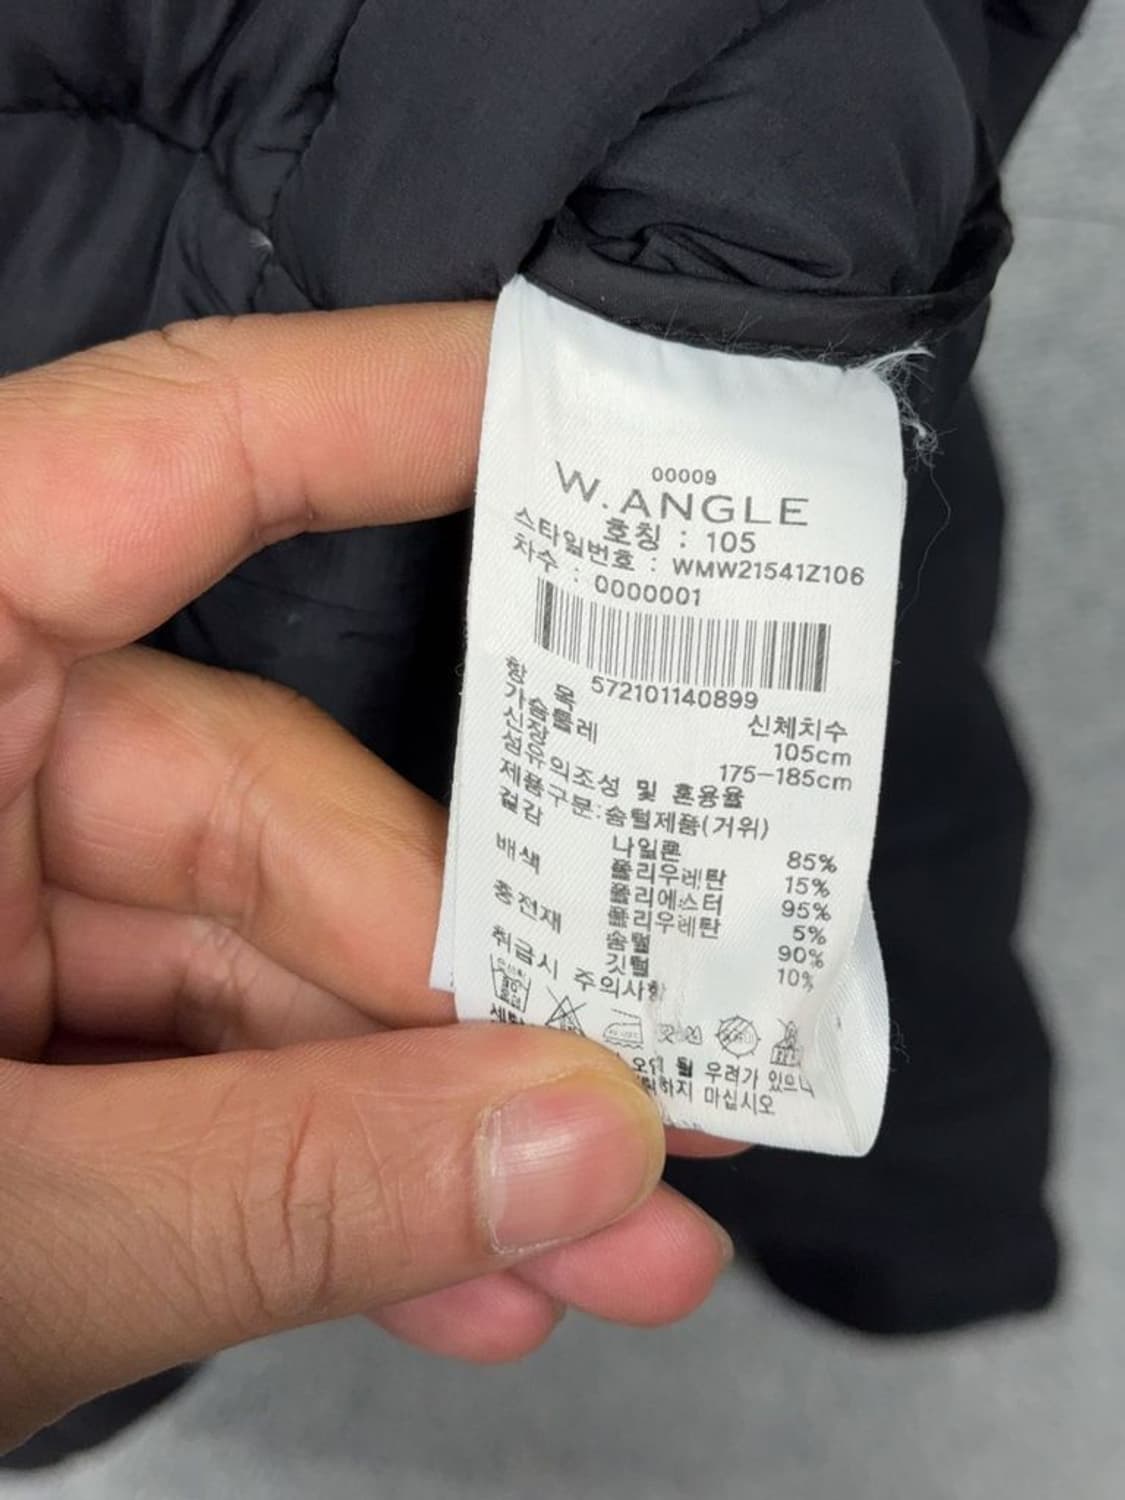 00009
W.ANGLE
호칭 : 105
스타일번호 : WMW21541Z106
차수 : 0000001
572101140899
항 목 신체치수
가슴둘레 105cm
신장 175-185cm
섬유의조성 및 혼용율
제품구분:솜털제품(거위)
겉감 나일론 85%
폴리우레탄 15%
배색 폴리에스터 95%
폴리우레탄 5%
충전재 솜털 90%
깃털 10%
취급시 주의사항
우려가 있으니
하지 마십시오